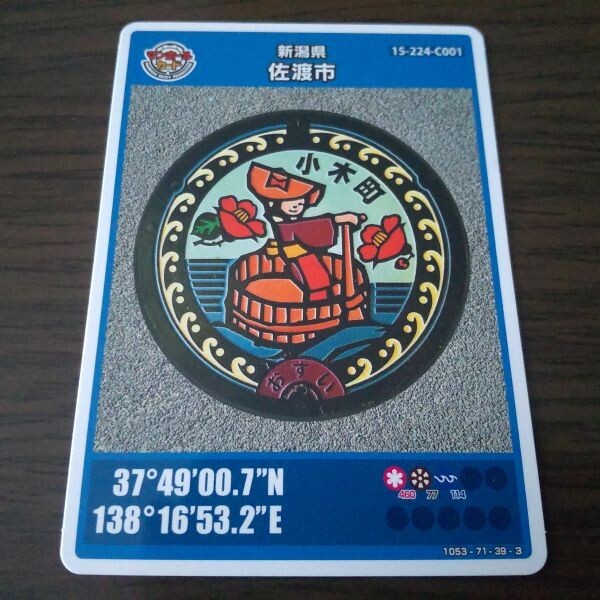 マンホール
カード
新潟県
佐渡市
15-224-C001
小木町
おすい
37°49'00.7"N
138°16'53.2"E
460 77 114
1053-71-39-3